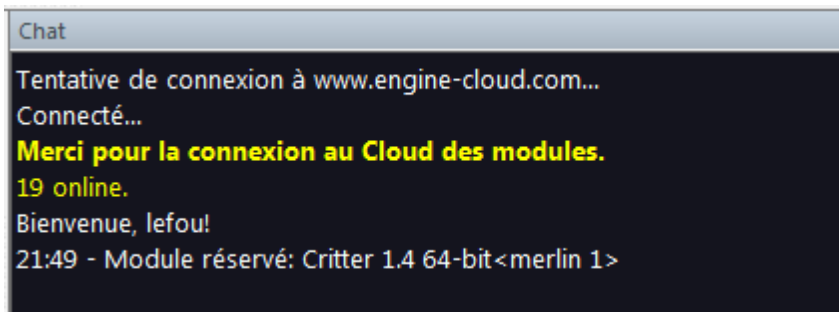 Chat
Tentative de connexion à www.engine-cloud.com...
Connecté...
Merci pour la connexion au Cloud des modules.
19 online.
Bienvenue, lefou!
21:49 - Module réservé: Critter 1.4 64-bit<merlin 1>